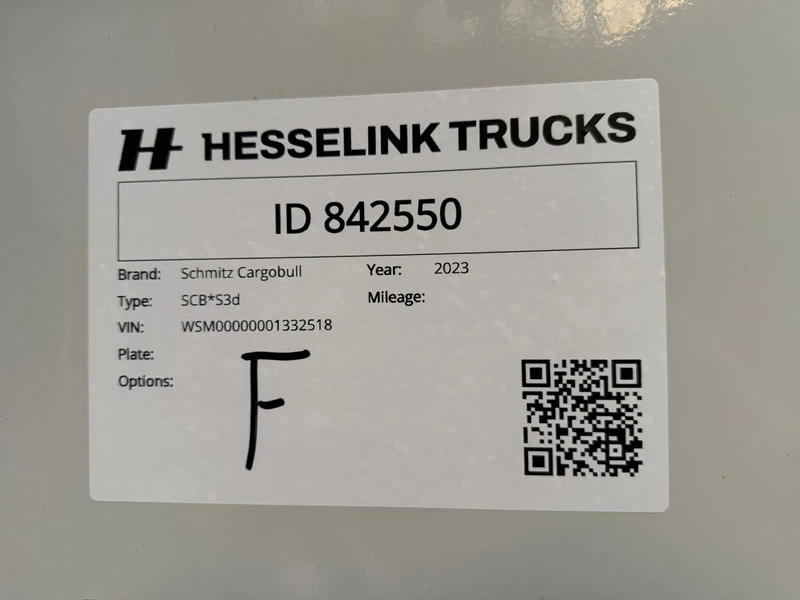 H HESSELINK TRUCKS
ID 842550
Brand: Schmitz Cargobull Year: 2023
Type: SCB*S3d Mileage:
VIN: WSM00000001332518
Plate:
Options:
F